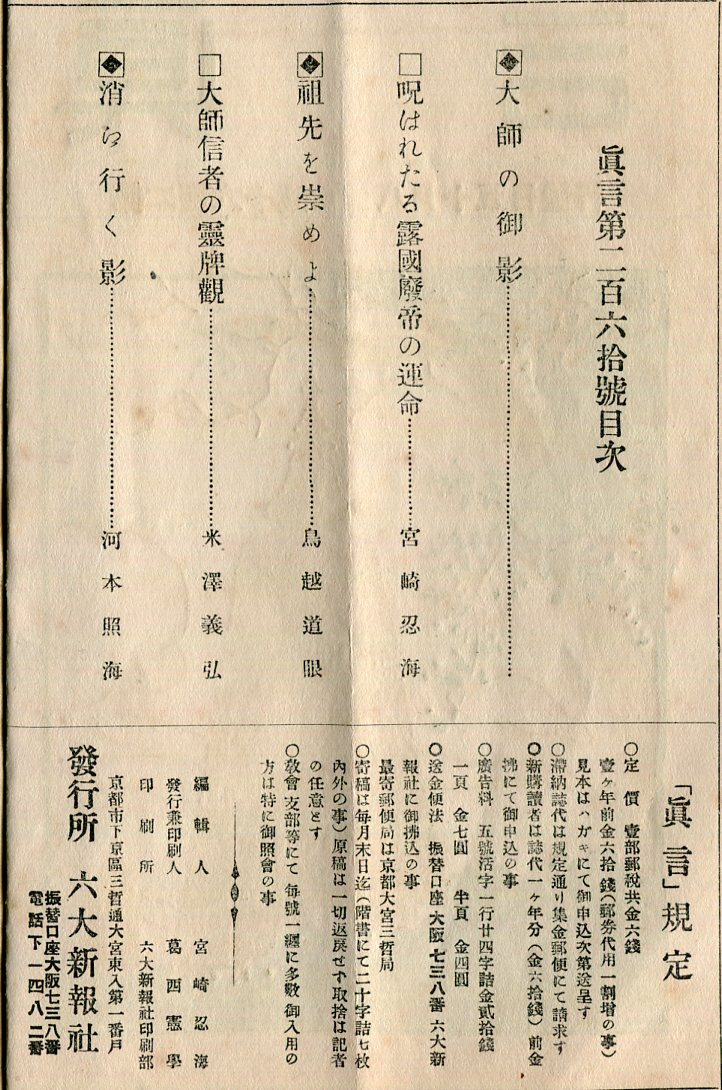 眞言第二百六拾號目次
大師の御影
□呪はれたる露國廢帝の運命 宮崎忍海
祖先を崇めよ 鳥越道眼
□大師信者の靈牌觀 米澤義弘
消え行く影 河本照海
「眞言」規定
○定價 壹部郵税共金六錢
壹ヶ年前金六拾錢(郵券代用一割增の事)
見本はハガキにて御申込次第送呈す
○滯納誌代は規定通り集金郵便にて請求す
○新購讀者は誌代一ヶ年分(金六拾錢)前金
拂にて御申込の事
○廣告料 五號活字一行廿四字詰金貳拾錢
一頁 金七圓 半頁 金四圓
○送金便法 振替口座大阪七三八番 六大新
報社に御拂込の事
最寄郵便局は京都大宮三哲局
○寄稿は每月末日迄(階書にて二十字詰七枚
內外の事)原稿は一切返戾せず取捨は記者
の任意とす
○敎會支部等にて每號一纏に多數御入用の
方は特に御照會の事
編輯人 宮崎忍海
發行兼印刷人 葛西憲學
印刷所 六大新報社印刷部
京都市下京區三哲通大宮東入第一番戶
發行所 六大新報社
振替口座大阪七三八番
電話下一四八二番